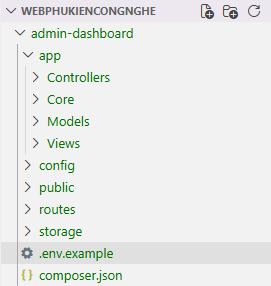 WEBPHUKIENCONGNGHE
admin-dashboard
app
Controllers
Core
Models
Views
config
public
routes
storage
.env.example
{} composer.json